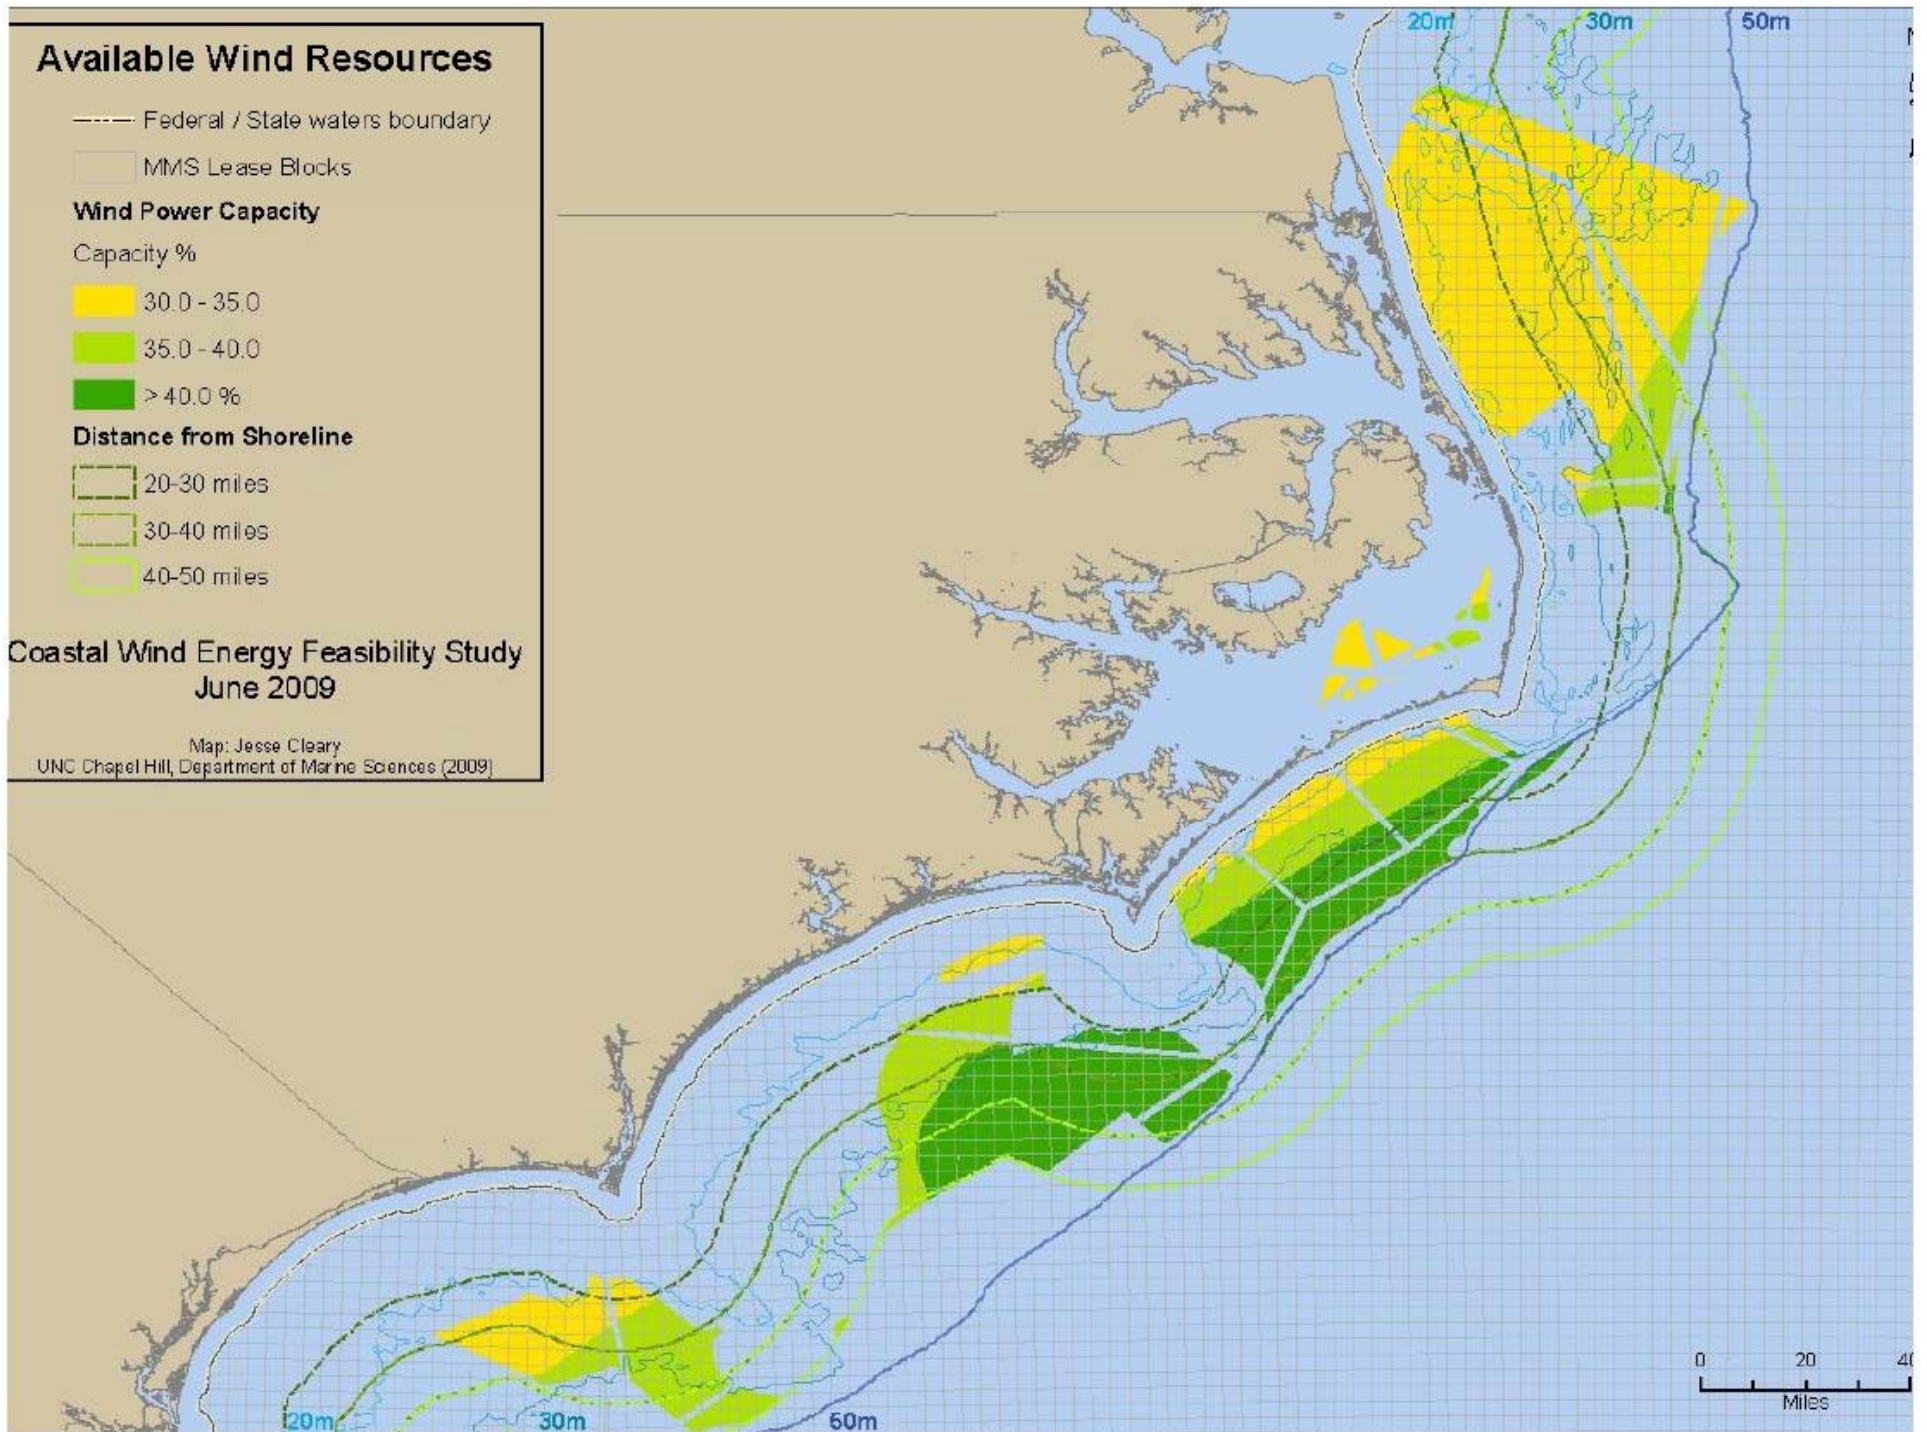 Available Wind Resources
Federal / State waters boundary
MMS Lease Blocks
Wind Power Capacity
Capacity %
30.0 - 35.0
35.0 - 40.0
> 40.0 %
Distance from Shoreline
20-30 miles
30-40 miles
40-50 miles
Coastal Wind Energy Feasibility Study
June 2009
Map: Jesse Cleary
UNC Chapel Hill, Department of Marine Sciences (2009)
20m 30m 50m
0 20
Miles
20m 30m 50m